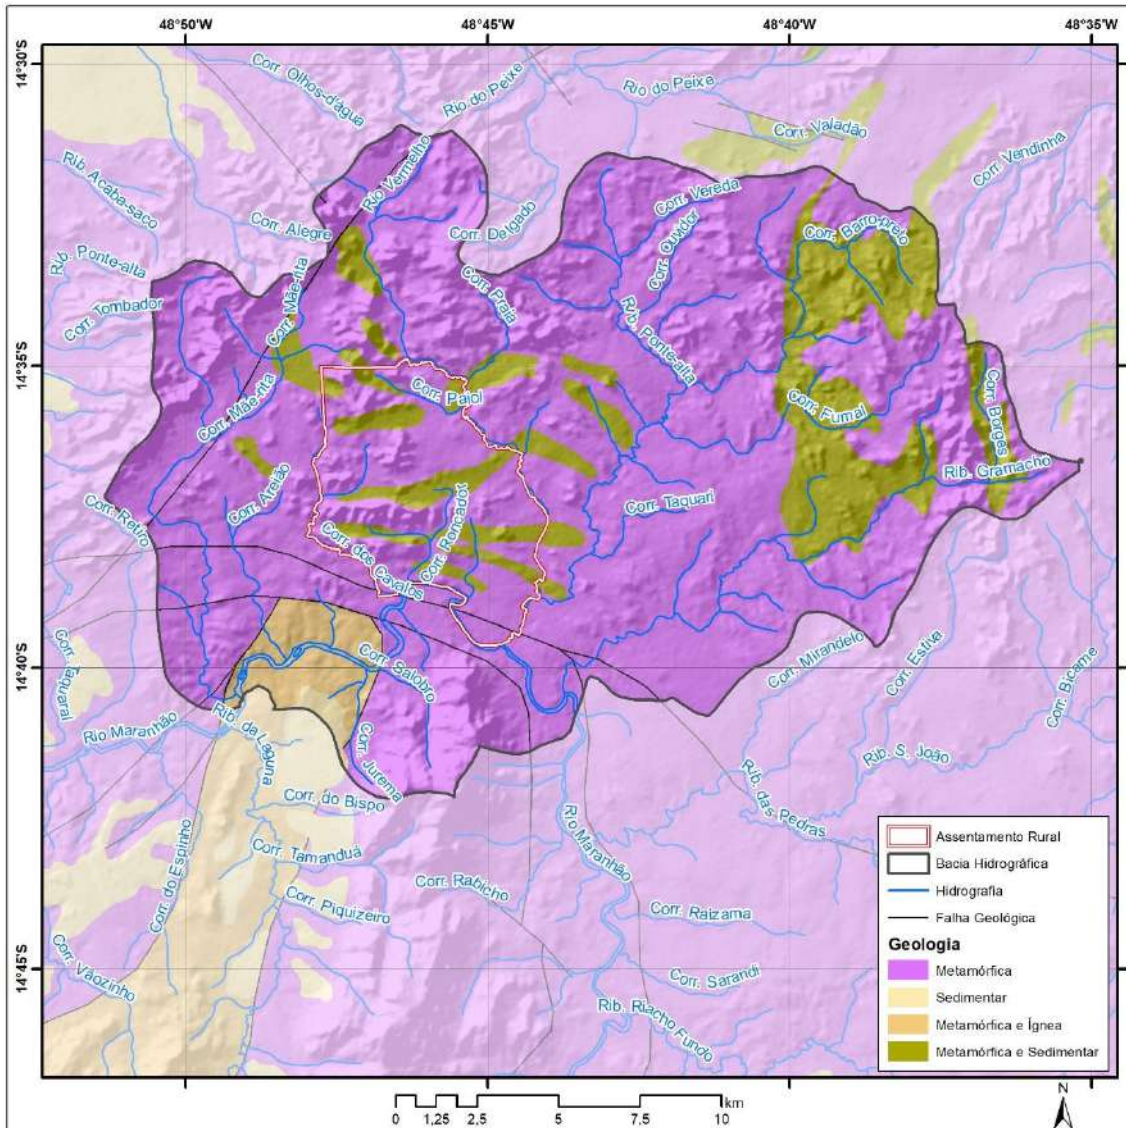 48°50'W
48°45'W
48°40'W
48°35'W
14°30'S
14°35'S
14°40'S
14°45'S
Corr. Olhos-d'água
Rio do Peixe
Rio do Peixe
Corr. Valadão
Corr. Vendinha
Rib. Acaba-saco
Rio Vermelho
Corr. Vereda
Corr. Alegre
Corr. Delgado
Corr. Ouvidor
Corr. Barro-preto
Rib. Ponte-alta
Corr. Tombador
Corr. Mãe-rita
Corr. Praia
Rib. Ponte-alta
Corr. Paiol
Corr. Mãe-rita
Corr. Fumal
Corr. Borges
Corr. Areião
Rib. Gramacho
Corr. Retiro
Corr. Roncador
Corr. Taquari
Corr. dos Cavalos
Corr. Salobro
Corr. Mirandelo
Corr. Estiva
Corr. Bicame
Rio Maranhão
Rib. da Laguna
Corr. Jurema
Rib. S. João
Corr. do Bispo
Rib. das Pedras
Rio Maranhão
Corr. do Espinho
Corr. Tamanduá
Corr. Rabicho
Corr. Piquizeiro
Corr. Raizama
Corr. Vãozinho
Corr. Sarandi
Rib. Riacho Fundo
Assentamento Rural
Bacia Hidrográfica
Hidrografia
Falha Geológica
Geologia
Metamórfica
Sedimentar
Metamórfica e Ígnea
Metamórfica e Sedimentar
0 1,25 2,5 5 7,5 10 km
N